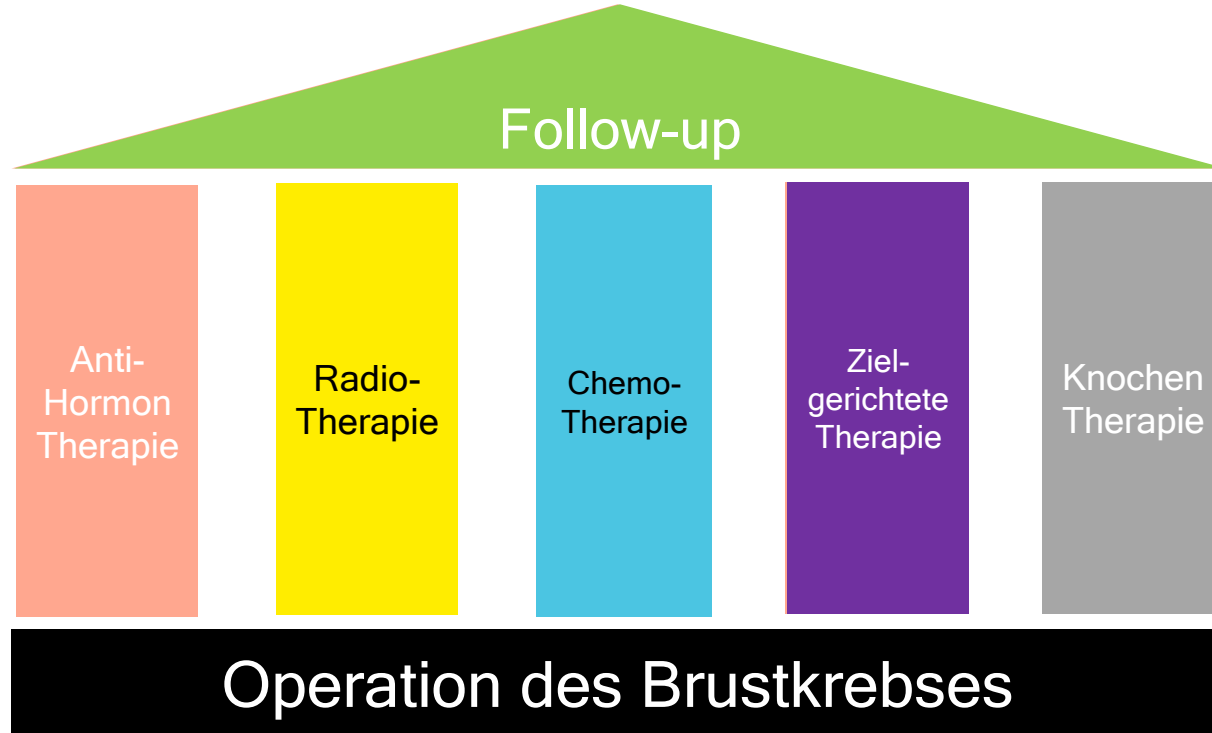 Follow-up
Anti-
Hormon
Therapie
Radio-
Therapie
Chemo-
Therapie
Ziel-
gerichtete
Therapie
Knochen
Therapie
Operation des Brustkrebses